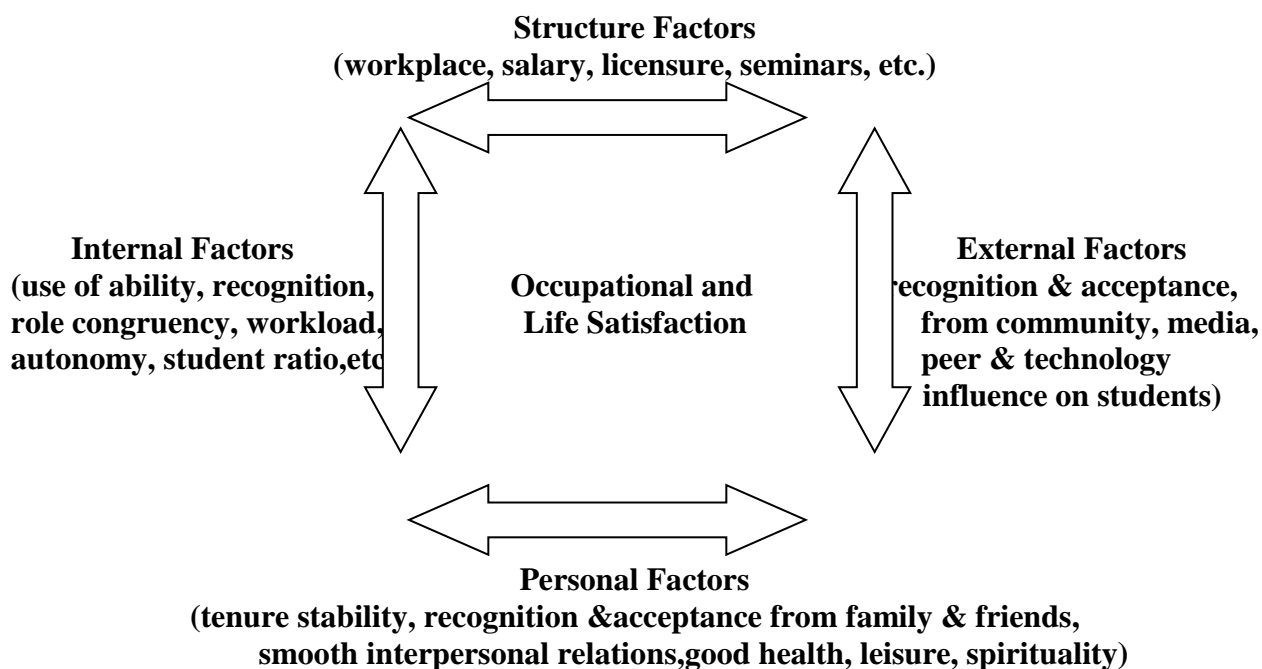 Structure Factors
(workplace, salary, licensure, seminars, etc.)
Internal Factors
(use of ability, recognition,
role congruency, workload,
autonomy, student ratio,etc
Occupational and
Life Satisfaction
External Factors
recognition & acceptance,
from community, media,
peer & technology
influence on students)
Personal Factors
(tenure stability, recognition &acceptance from family & friends,
smooth interpersonal relations,good health, leisure, spirituality)